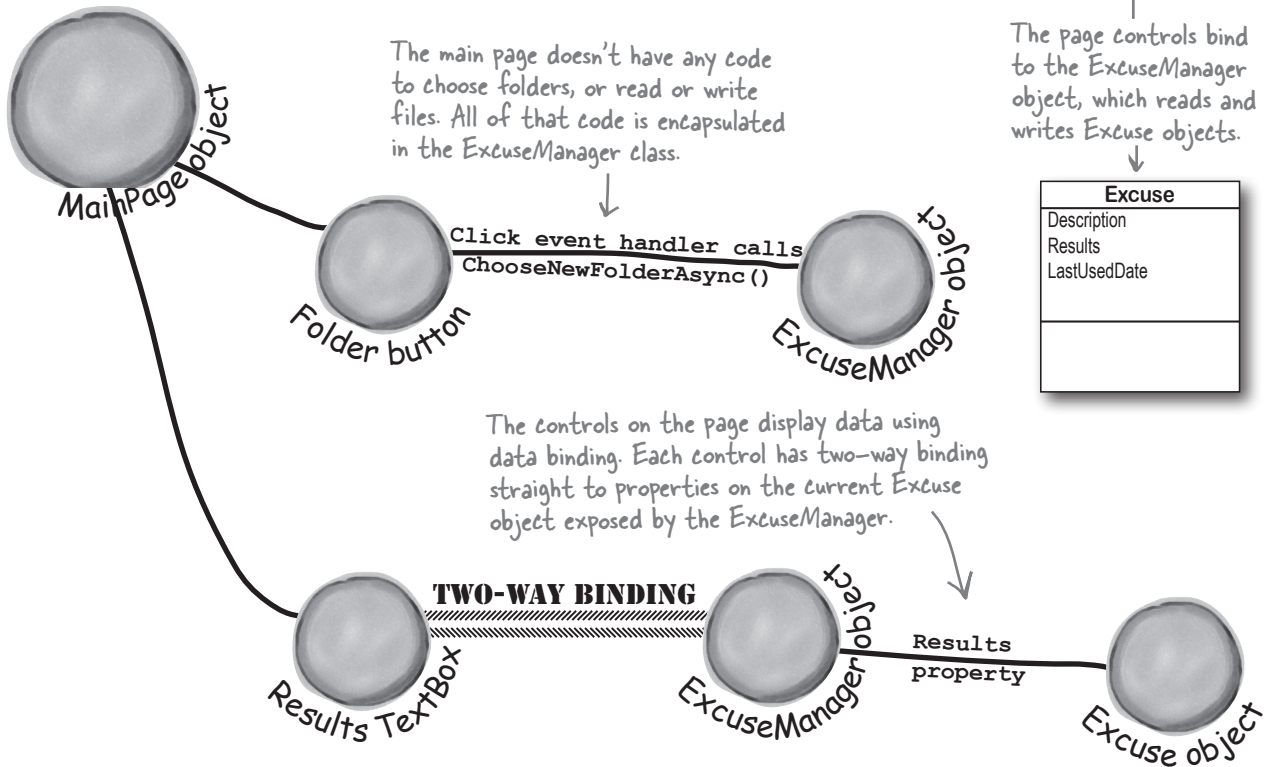 The main page doesn't have any code
to choose folders, or read or write
files. All of that code is encapsulated
in the ExcuseManager class.
The page controls bind
to the ExcuseManager
object, which reads and
writes Excuse objects.
MainPage object
Folder button
Click event handler calls
ChooseNewFolderAsync()
ExcuseManager object
Excuse
Description
Results
LastUsedDate
The controls on the page display data using
data binding. Each control has two-way binding
straight to properties on the current Excuse
object exposed by the ExcuseManager.
Results TextBox
TWO-WAY BINDING
ExcuseManager object
Results
property
Excuse object